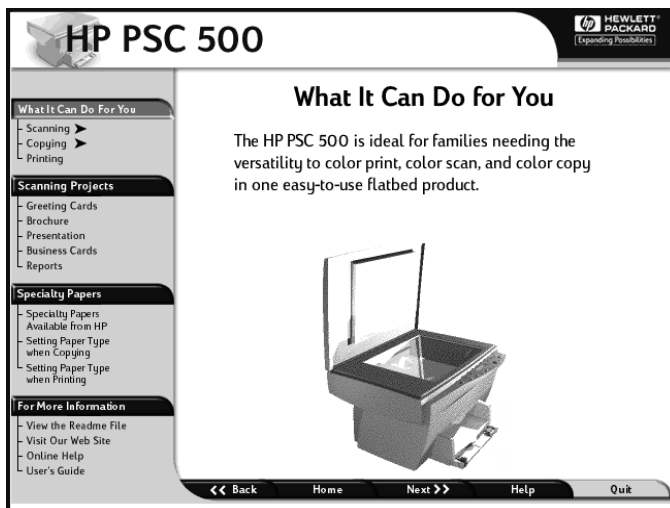 HP PSC 500
hp HEWLETT®
PACKARD
Expanding Possibilities
What It Can Do For You
Scanning
Copying
Printing
Scanning Projects
Greeting Cards
Brochure
Presentation
Business Cards
Reports
Specialty Papers
Specialty Papers
Available from HP
Setting Paper Type
when Copying
Setting Paper Type
when Printing
For More Information
View the Readme File
Visit Our Web Site
Online Help
User's Guide
What It Can Do for You
The HP PSC 500 is ideal for families needing the
versatility to color print, color scan, and color copy
in one easy-to-use flatbed product.
<< Back Home Next >> Help Quit